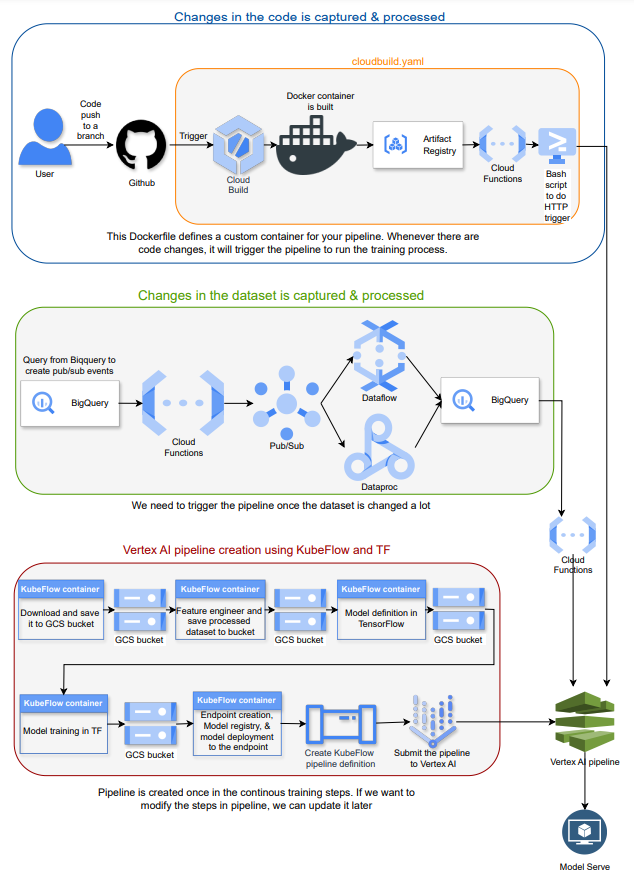 Changes in the code is captured & processed
cloudbuild.yaml
Code
push
to a
branch
Docker container
is built
Trigger
Artifact
Registry
User
Github
Cloud
Build
Cloud
Functions
Bash
script
to do
HTTP
trigger
This Dockerfile defines a custom container for your pipeline. Whenever there are
code changes, it will trigger the pipeline to run the training process.
Changes in the dataset is captured & processed
Query from Biqquery to
create pub/sub events
BigQuery
Cloud
Functions
Pub/Sub
Dataflow
Dataproc
BigQuery
We need to trigger the pipeline once the dataset is changed a lot
Cloud
Functions
Vertex AI pipeline creation using KubeFlow and TF
KubeFlow container
Download and save
it to GCS bucket
GCS bucket
KubeFlow container
Feature engineer and
save processed
dataset to bucket
GCS bucket
KubeFlow container
Model definition in
TensorFlow
GCS bucket
KubeFlow container
Model training in TF
GCS bucket
KubeFlow container
Endpoint creation,
Model registry, &
model deployment
to the endpoint
Create KubeFlow
pipeline definition
Submit the pipeline
to Vertex AI
Vertex AI pipeline
Pipeline is created once in the continous training steps. If we want to
modify the steps in pipeline, we can update it later
Model Serve